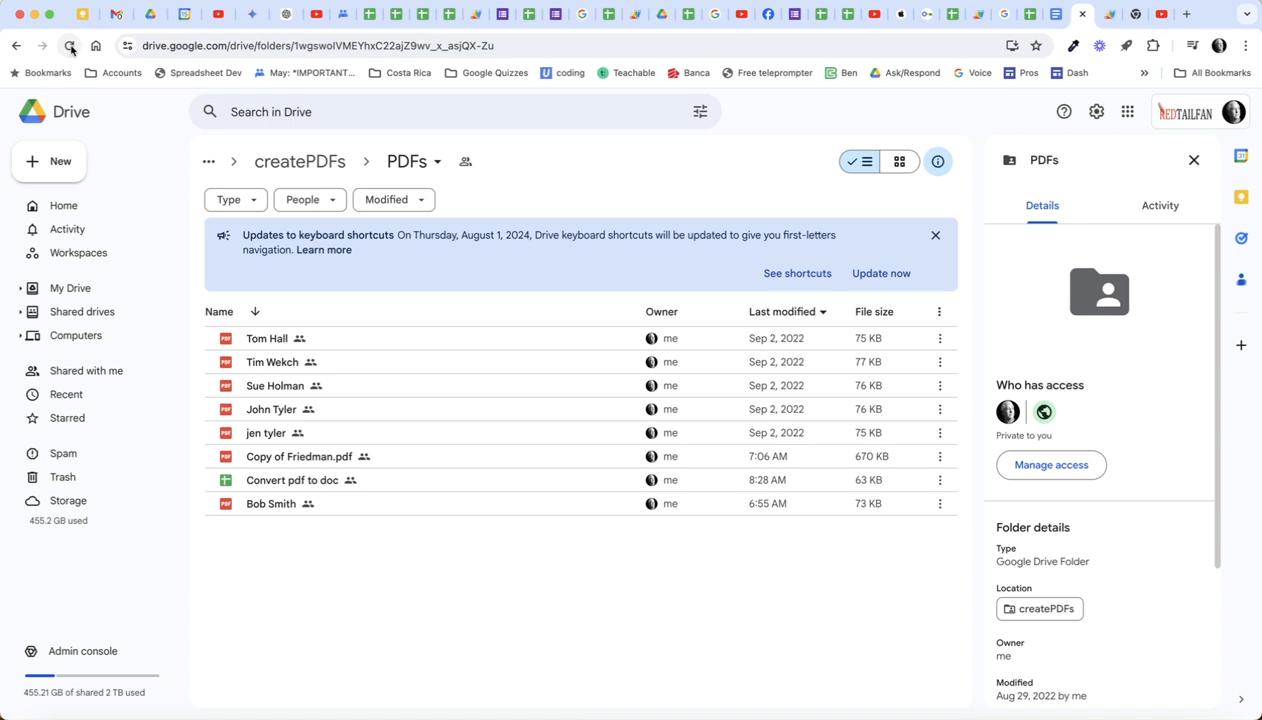 drive.google.com/drive/folders/1wgswoIVMEYhxC22ajZ9wv_x_asjQX-Zu
Bookmarks Accounts Spreadsheet Dev May: *IMPORTANT... Costa Rica Google Quizzes coding Teachable Banca Free teleprompter Ben Ask/Respond Voice Pros Dash » All Bookmarks
Drive
Search in Drive
REDTAILFAN
New
Home
Activity
Workspaces
My Drive
Shared drives
Computers
Shared with me
Recent
Starred
Spam
Trash
Storage
455.2 GB used
Admin console
455.21 GB of shared 2 TB used
... > createPDFs > PDFs
Type People Modified
Updates to keyboard shortcuts On Thursday, August 1, 2024, Drive keyboard shortcuts will be updated to give you first-letters
navigation. Learn more
See shortcuts Update now
Name Owner Last modified File size
Tom Hall me Sep 2, 2022 75 KB
Tim Wekch me Sep 2, 2022 77 KB
Sue Holman me Sep 2, 2022 76 KB
John Tyler me Sep 2, 2022 76 KB
jen tyler me Sep 2, 2022 75 KB
Copy of Friedman.pdf me 7:06 AM 670 KB
Convert pdf to doc me 8:28 AM 63 KB
Bob Smith me 6:55 AM 73 KB
PDFs
Details Activity
Who has access
Private to you
Manage access
Folder details
Type
Google Drive Folder
Location
createPDFs
Owner
me
Modified
Aug 29, 2022 by me